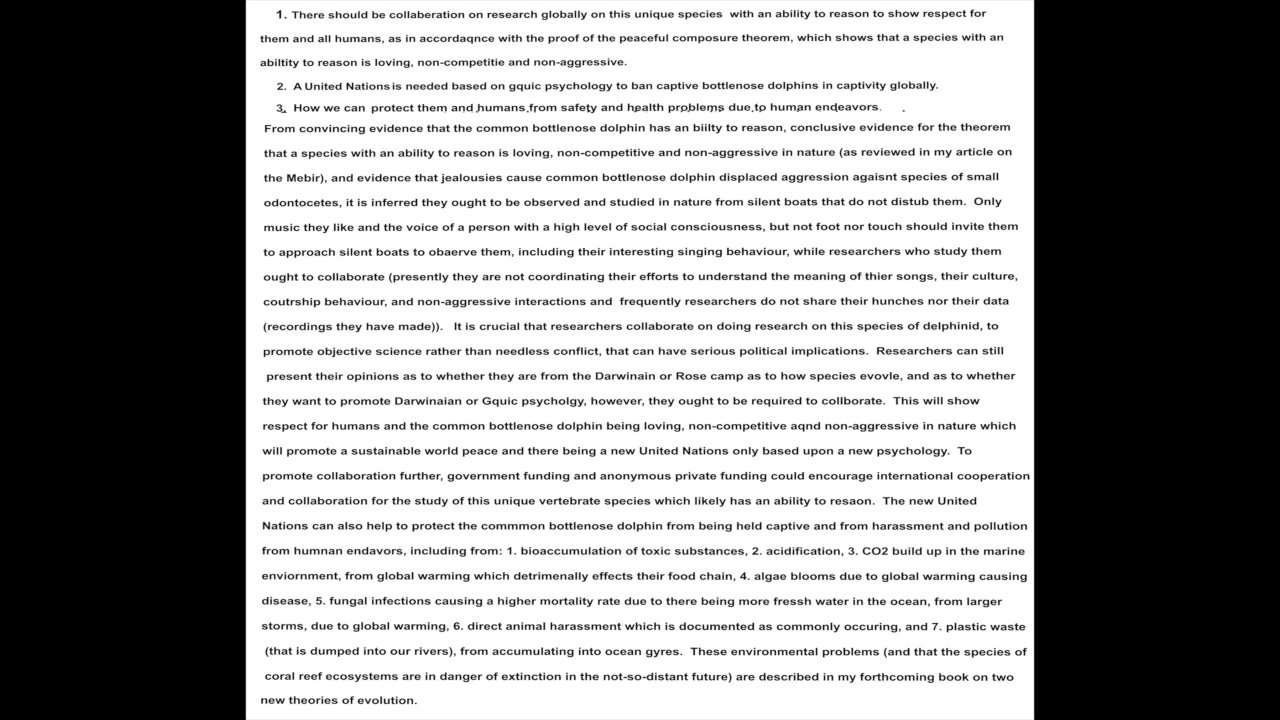 1. There should be collaberation on research globally on this unique species with an ability to reason to show respect for
them and all humans, as in accordaqnce with the proof of the peaceful composure theorem, which shows that a species with an
abiltity to reason is loving, non-competitie and non-aggressive.
2. A United Nations is needed based on gquic psychology to ban captive bottlenose dolphins in captivity globally.
3. How we can protect them and humans from safety and health problems due to human endeavors.
From convincing evidence that the common bottlenose dolphin has an biilty to reason, conclusive evidence for the theorem
that a species with an ability to reason is loving, non-competitive and non-aggressive in nature (as reviewed in my article on
the Mebir), and evidence that jealousies cause common bottlenose dolphin displaced aggression agaisnt species of small
odontocetes, it is inferred they ought to be observed and studied in nature from silent boats that do not distub them. Only
music they like and the voice of a person with a high level of social consciousness, but not foot nor touch should invite them
to approach silent boats to obaerve them, including their interesting singing behaviour, while researchers who study them
ought to collaborate (presently they are not coordinating their efforts to understand the meaning of thier songs, their culture,
coutrship behaviour, and non-aggressive interactions and frequently researchers do not share their hunches nor their data
(recordings they have made)). It is crucial that researchers collaborate on doing research on this species of delphinid, to
promote objective science rather than needless conflict, that can have serious political implications. Researchers can still
present their opinions as to whether they are from the Darwinain or Rose camp as to how species evovle, and as to whether
they want to promote Darwinaian or Gquic psycholgy, however, they ought to be required to collborate. This will show
respect for humans and the common bottlenose dolphin being loving, non-competitive aqnd non-aggressive in nature which
will promote a sustainable world peace and there being a new United Nations only based upon a new psychology. To
promote collaboration further, government funding and anonymous private funding could encourage international cooperation
and collaboration for the study of this unique vertebrate species which likely has an ability to resaon. The new United
Nations can also help to protect the commmon bottlenose dolphin from being held captive and from harassment and pollution
from humnan endavors, including from: 1. bioaccumulation of toxic substances, 2. acidification, 3. CO2 build up in the marine
enviornment, from global warming which detrimenally effects their food chain, 4. algae blooms due to global warming causing
disease, 5. fungal infections causing a higher mortality rate due to there being more fressh water in the ocean, from larger
storms, due to global warming, 6. direct animal harassment which is documented as commonly occuring, and 7. plastic waste
(that is dumped into our rivers), from accumulating into ocean gyres. These environmental problems (and that the species of
coral reef ecosystems are in danger of extinction in the not-so-distant future) are described in my forthcoming book on two
new theories of evolution.